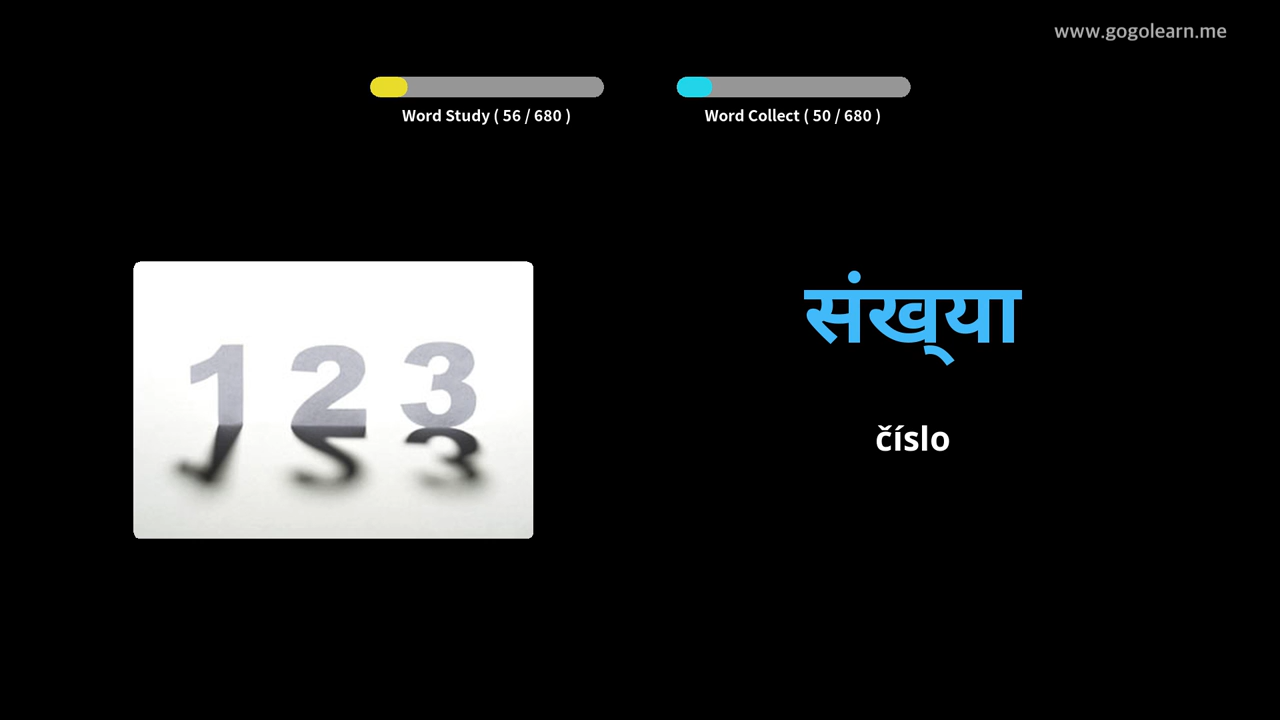 www.gogolearn.me
Word Study ( 56 / 680 )
Word Collect ( 50 / 680 )
संख्या
1 2 3
číslo